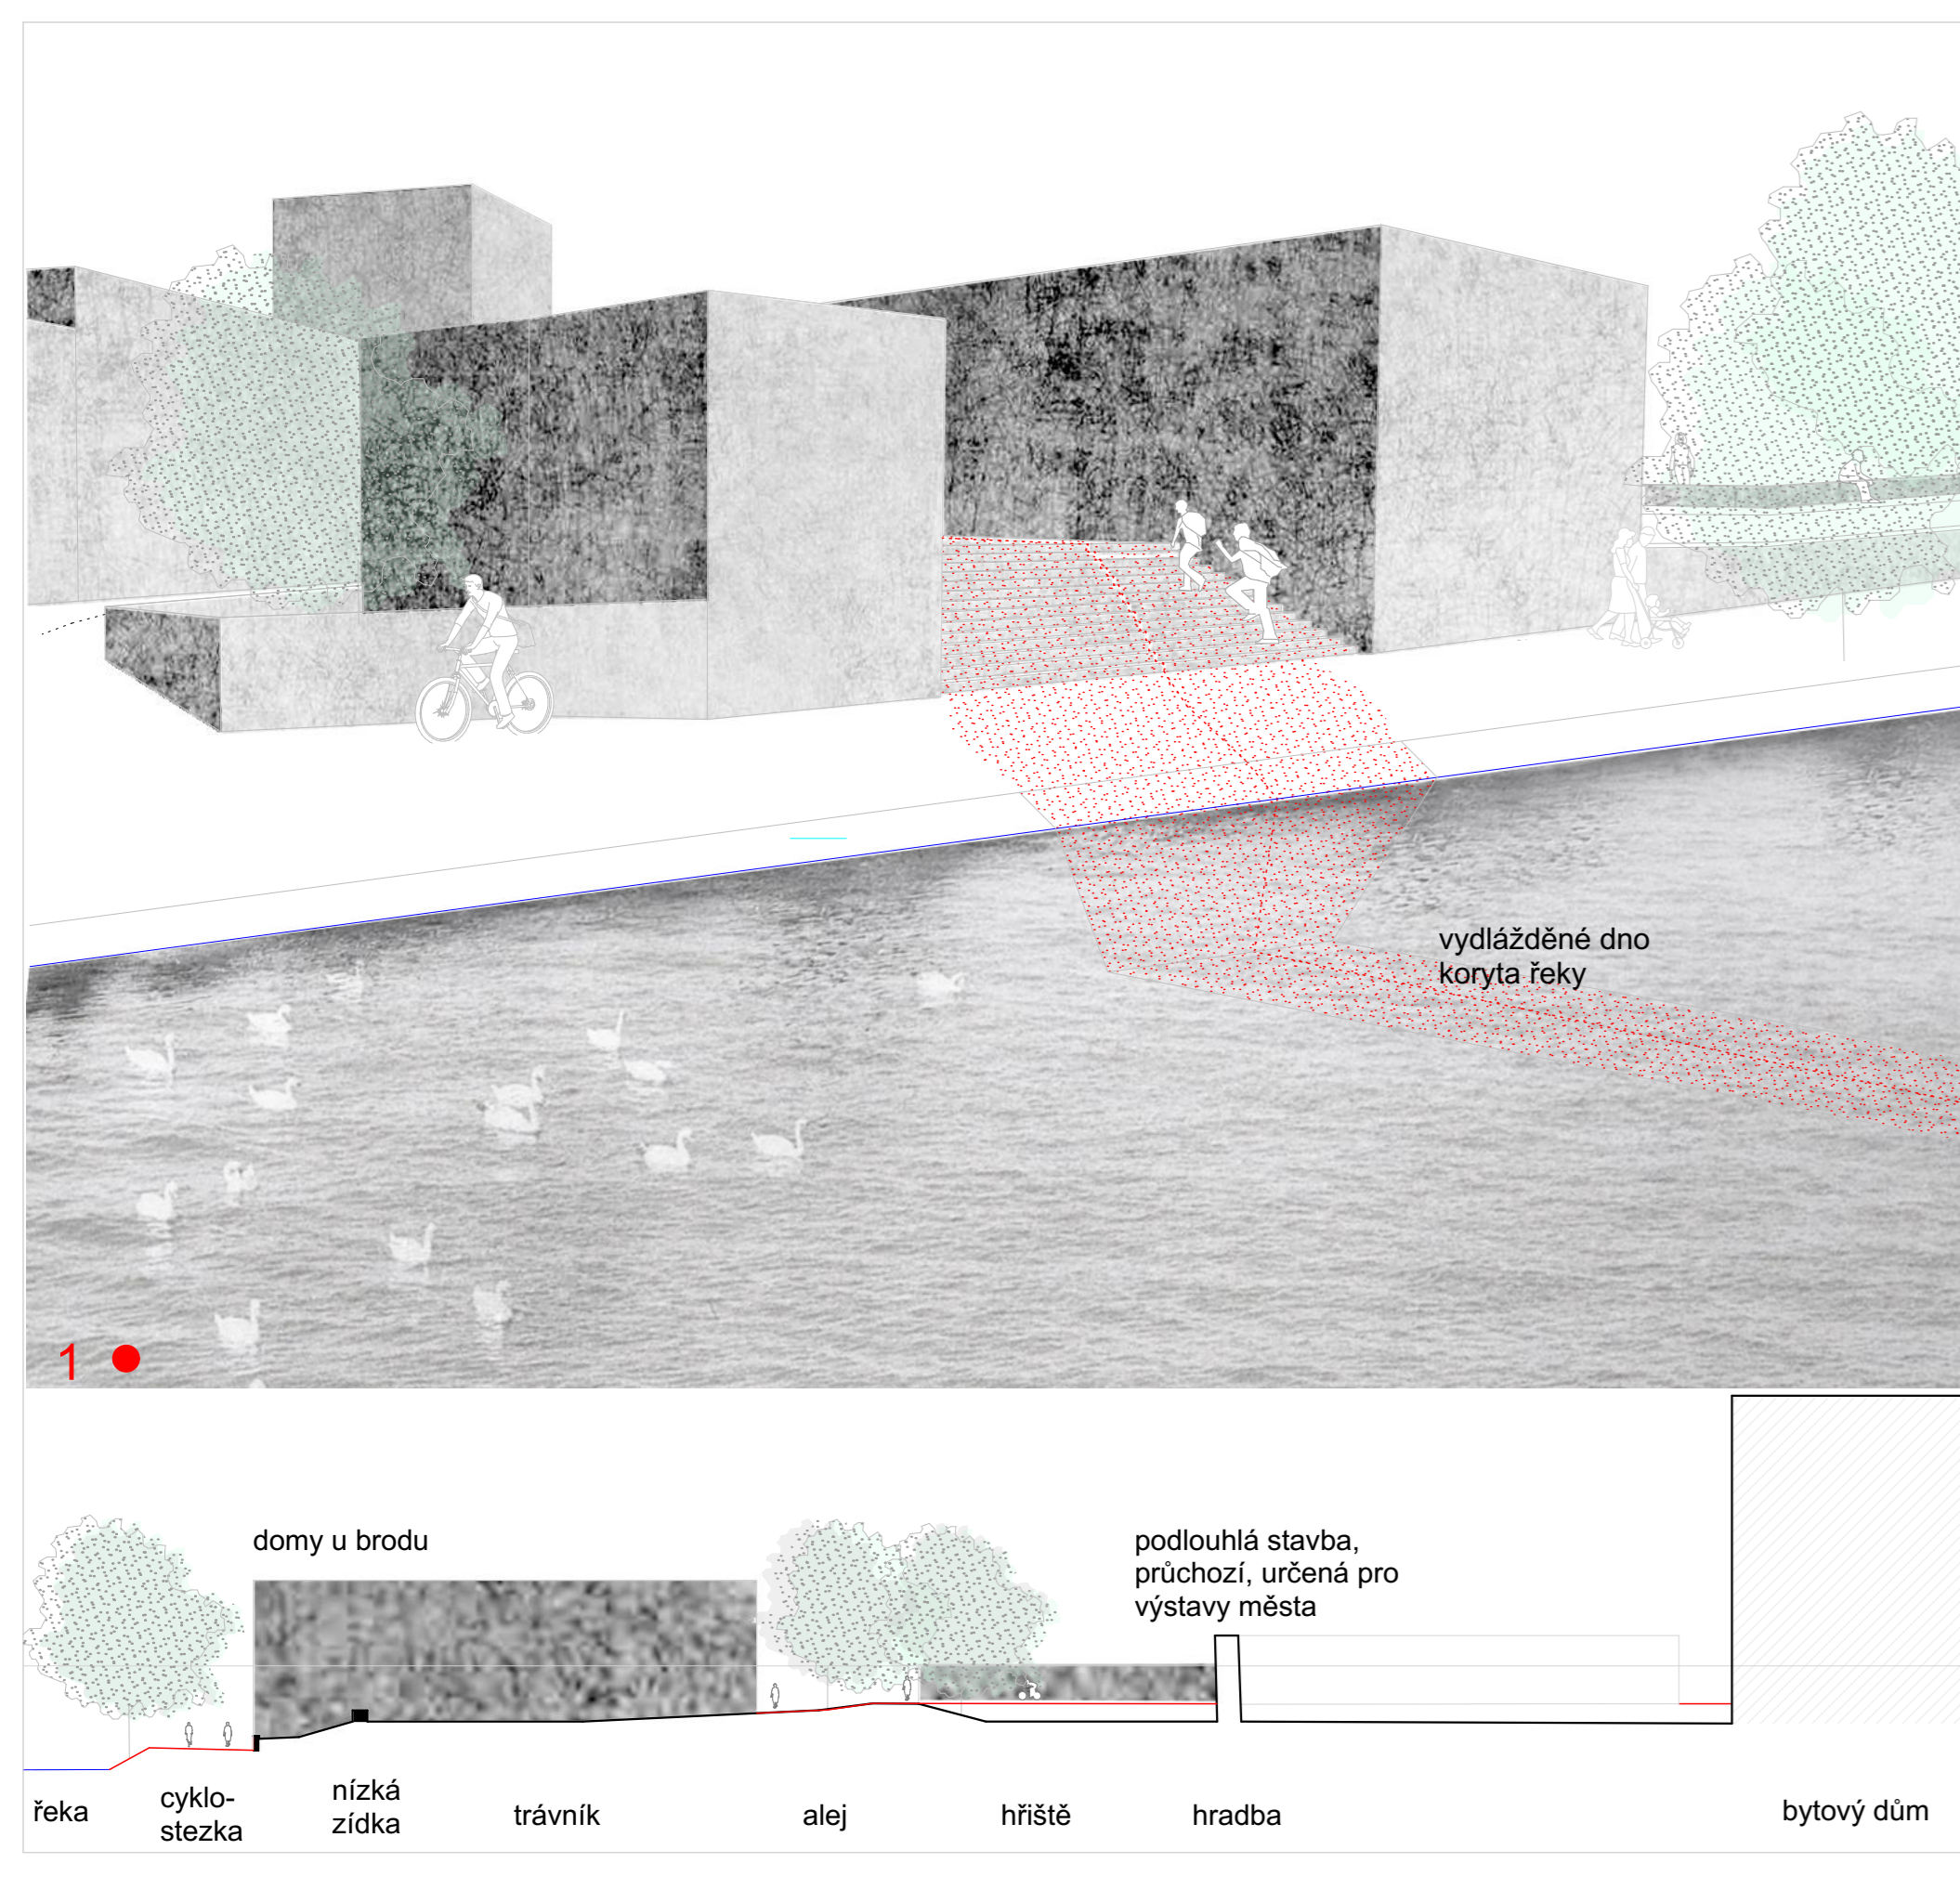 vydlážděné dno
koryta řeky
1
domy u brodu
podlouhlá stavba,
průchozí, určená pro
výstavy města
řeka
cyklo-
stezka
nízká
zídka
trávník
alej
hřiště
hradba
bytový dům